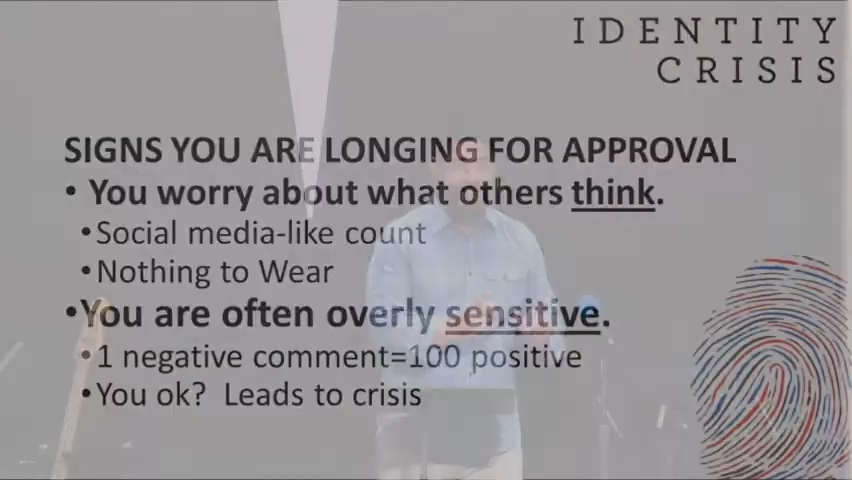 IDENTITY
CRISIS
SIGNS YOU ARE LONGING FOR APPROVAL
• You worry about what others think.
•Social media-like count
•Nothing to Wear
•You are often overly sensitive.
•1 negative comment=100 positive
•You ok?  Leads to crisis